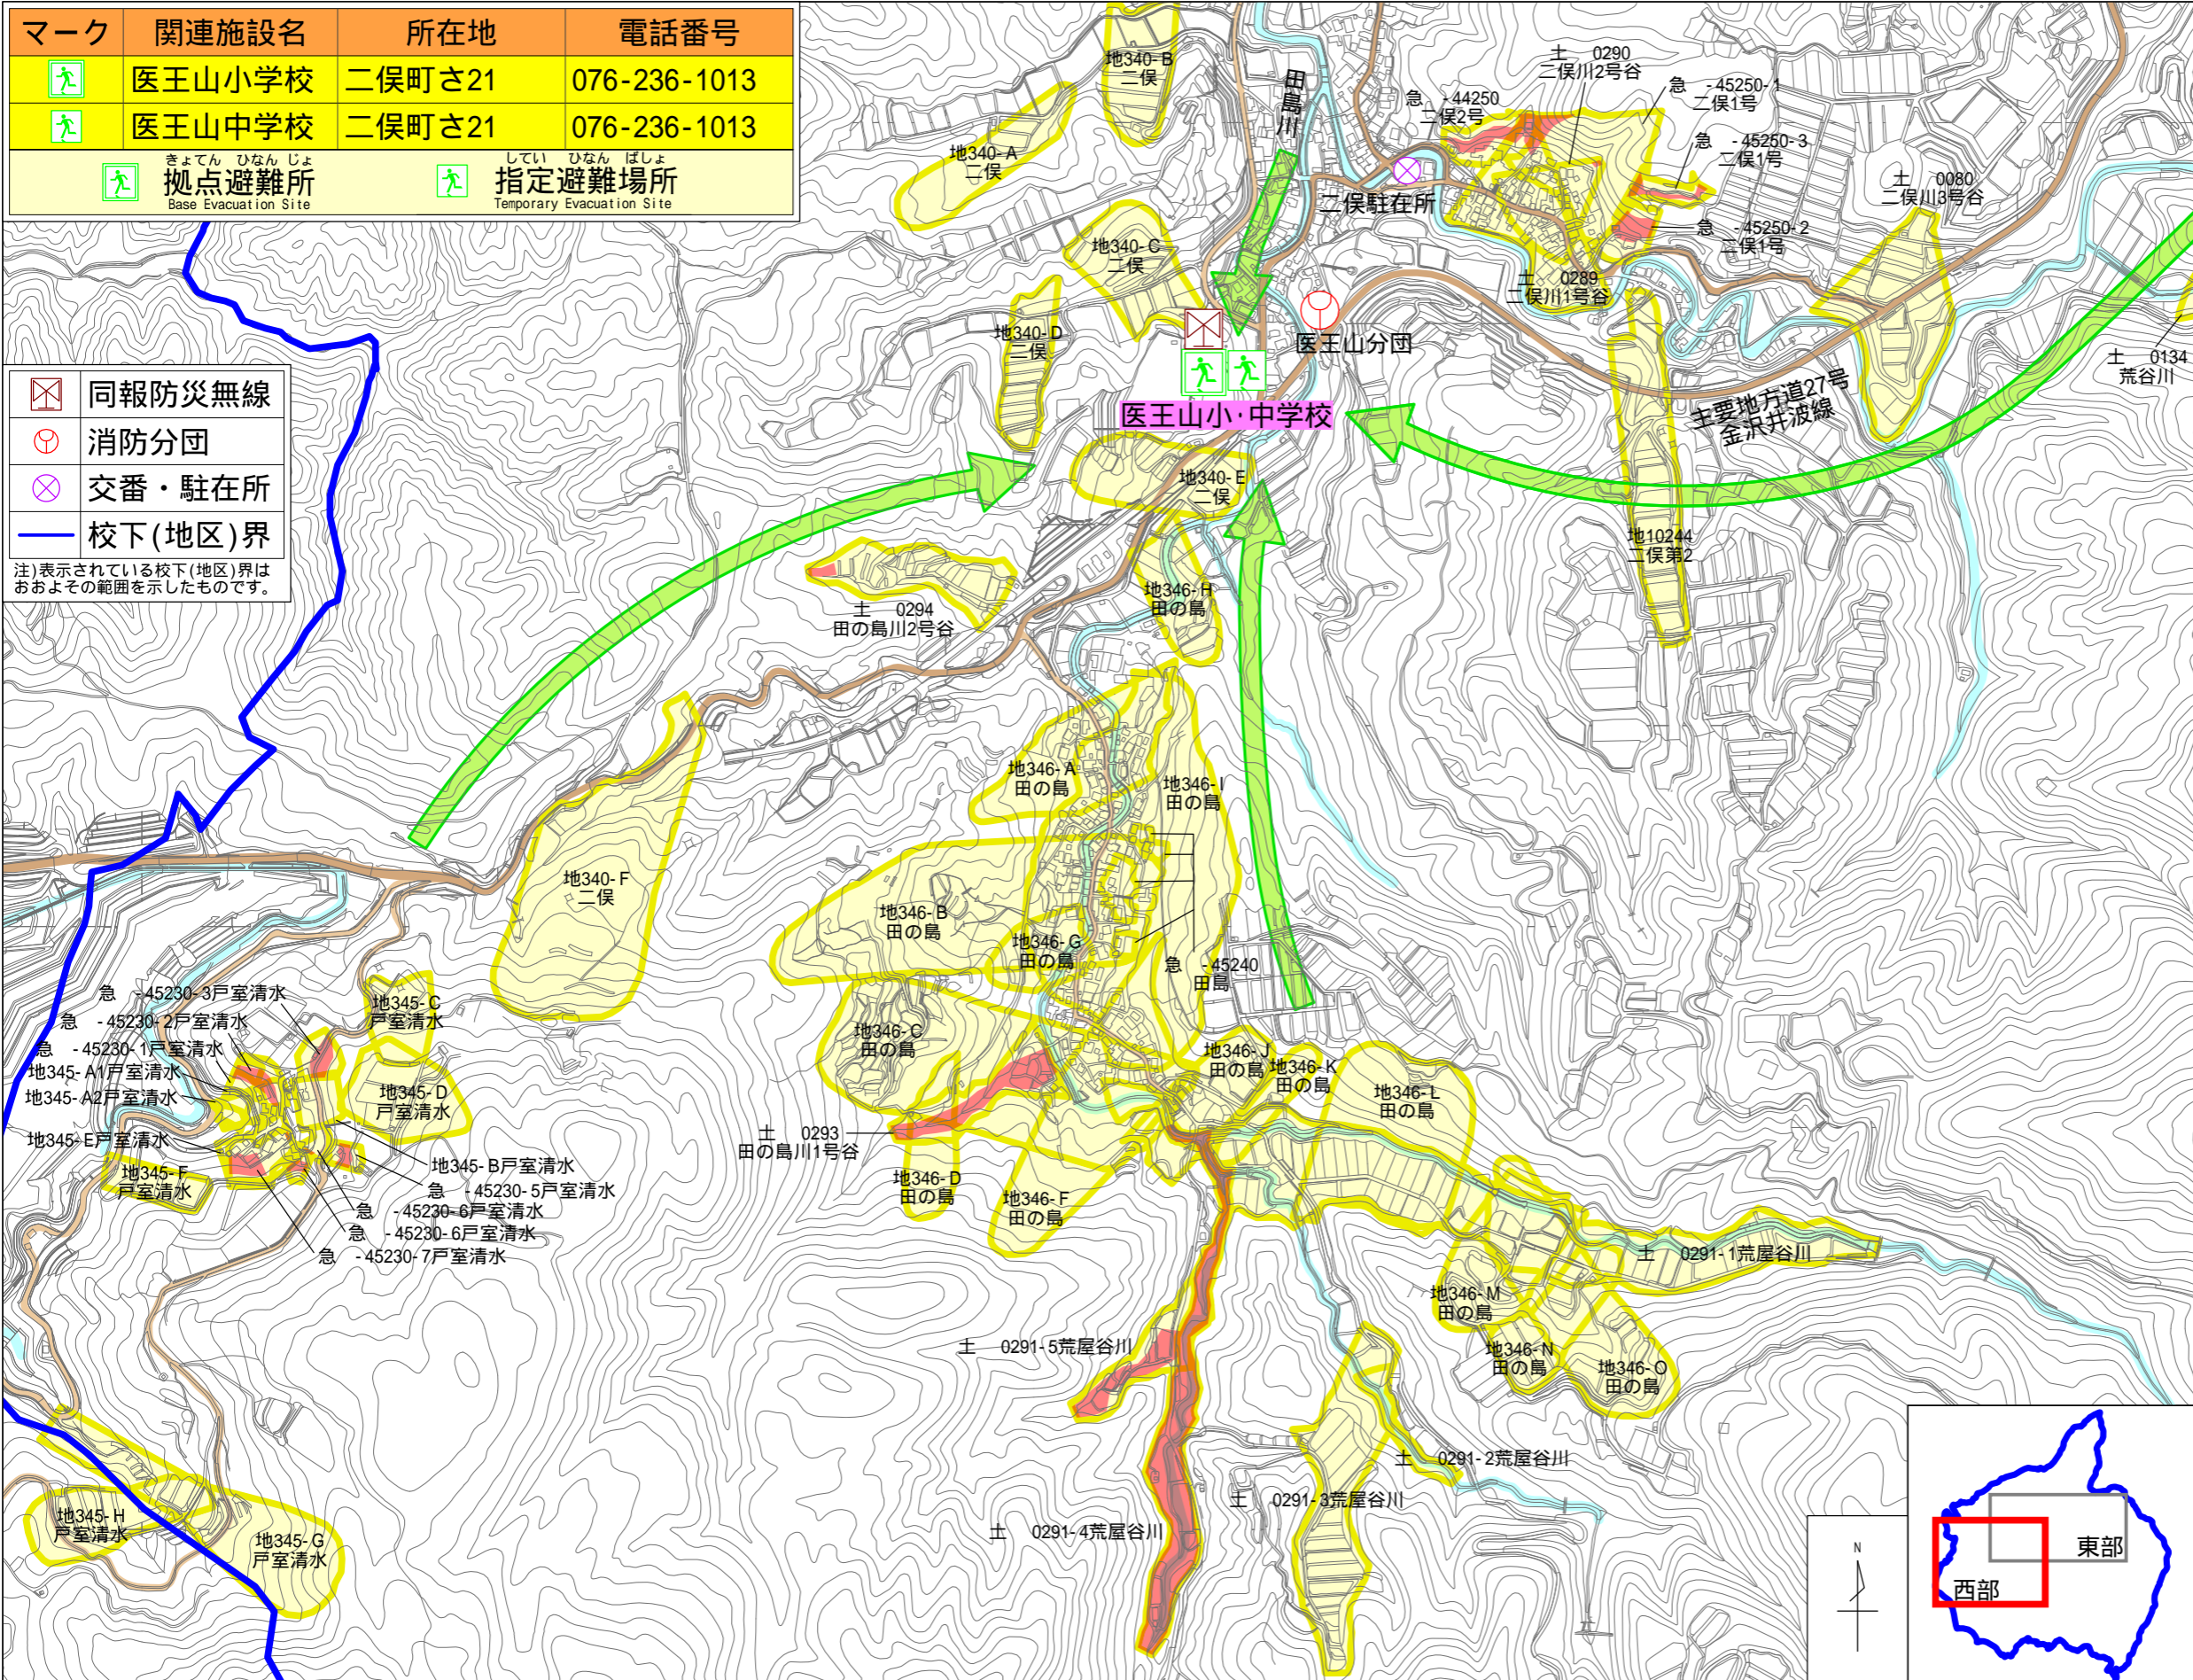 マーク 関連施設名 所在地 電話番号
医王山小学校 二俣町さ21 076-236-1013
医王山中学校 二俣町さ21 076-236-1013
きょてん ひなん じょ
拠点避難所
Base Evacuation Site
してい ひなん ばしょ
指定避難場所
Temporary Evacuation Site
同報防災無線
消防分団
交番・駐在所
校下(地区)界
注)表示されている校下(地区)界は
おおよその範囲を示したものです。
地340-B
二俣
地340-A
二俣
田島川
土 0290
二俣川2号谷
急 -44250
二俣2号
急 -45250-1
二俣1号
急 -45250-3
二俣1号
土 0080
二俣川3号谷
二俣駐在所
急 -45250-2
二俣1号
地340-C
二俣
土 0289
二俣川1号谷
地340-D
二俣
医王山分団
土 0134
荒谷川
医王山小・中学校
主要地方道27号
金沢井波線
地340-E
二俣
地10244
二俣第2
地346-H
田の島
土 0294
田の島川2号谷
地346-A
田の島
地346-I
田の島
地340-F
二俣
地346-B
田の島
地346-G
田の島
急 -45240
田島
急 -45230-3戸室清水
急 -45230-2戸室清水
急 -45230-1戸室清水
地345-A1戸室清水
地345-A2戸室清水
地345-E戸室清水
地345-C
戸室清水
地345-D
戸室清水
地345-F
戸室清水
地345-B戸室清水
急 -45230-5戸室清水
急 -45230-6戸室清水
急 -45230-6戸室清水
急 -45230-7戸室清水
地346-C
田の島
地346-J
田の島
地346-K
田の島
地346-L
田の島
土 0293
田の島川1号谷
地346-D
田の島
地346-F
田の島
土 0291-1荒屋谷川
地346-M
田の島
地346-N
田の島
地346-O
田の島
土 0291-5荒屋谷川
土 0291-2荒屋谷川
土 0291-3荒屋谷川
土 0291-4荒屋谷川
地345-H
戸室清水
地345-G
戸室清水
N
東部
西部